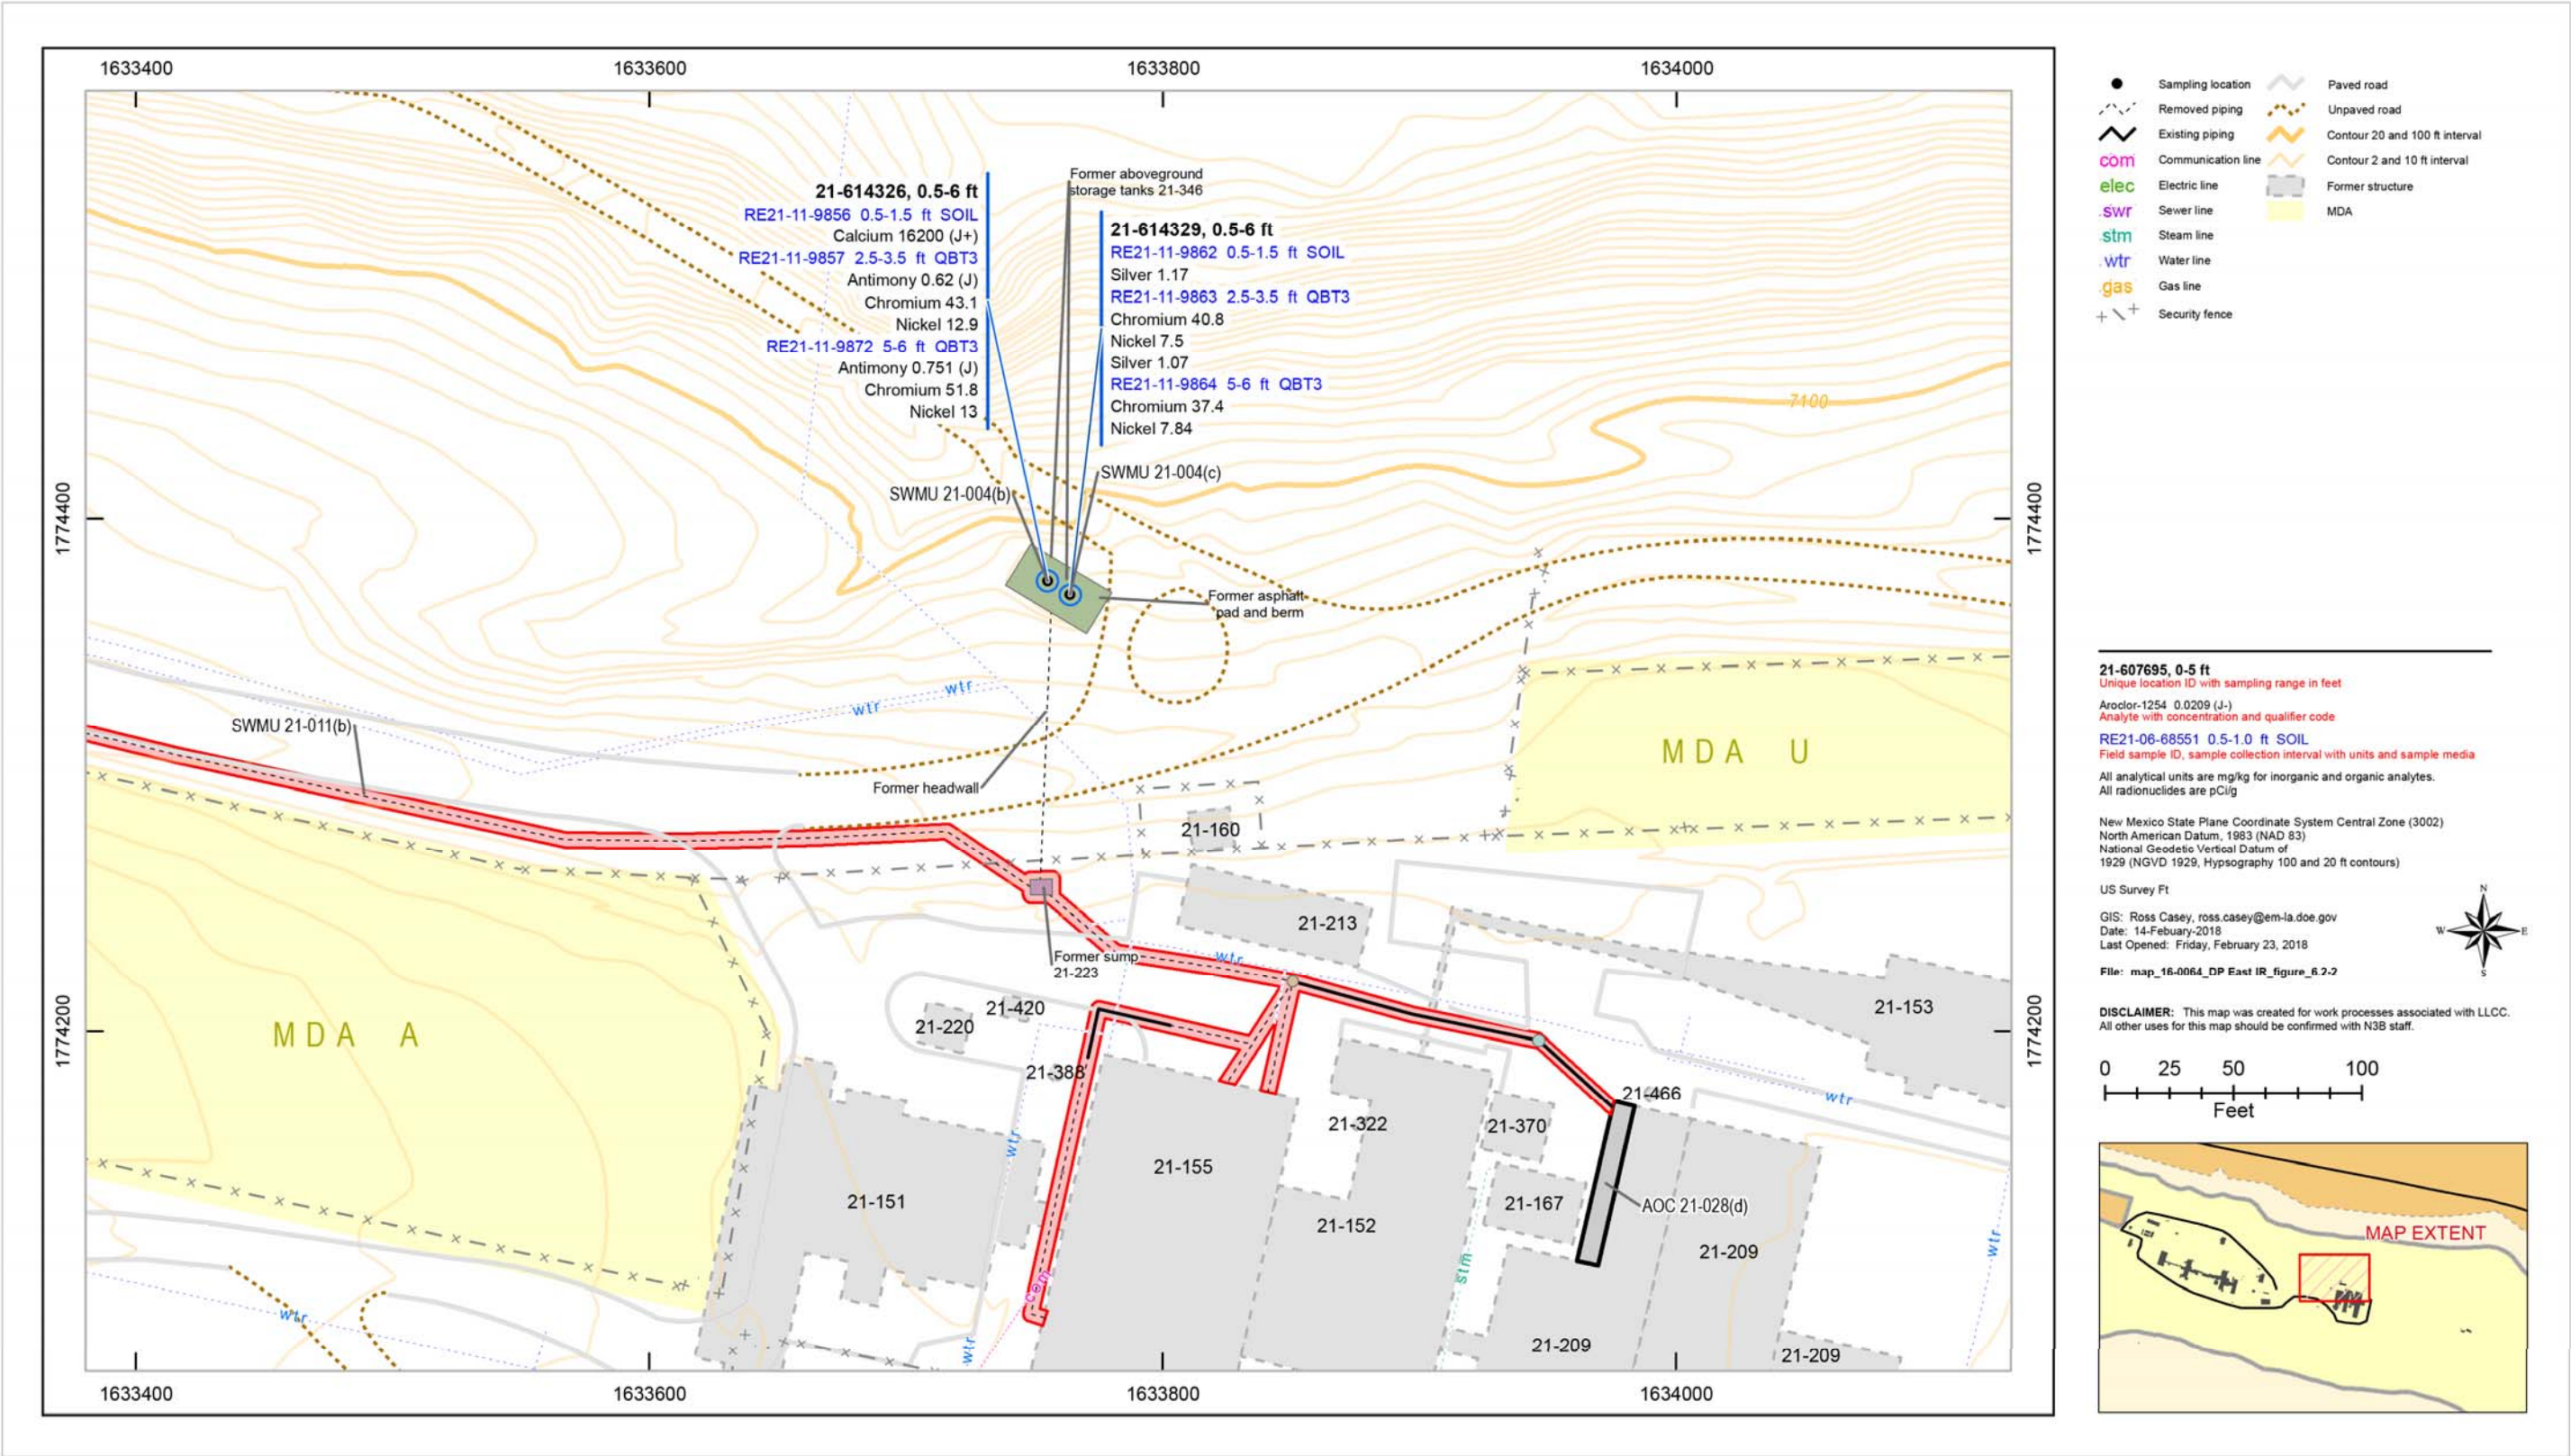 1633400 1633600 1633800 1634000
1774400
1774200
1774400
1774200
1633400 1633600 1633800 1634000
21-614326, 0.5-6 ft
RE21-11-9856 0.5-1.5 ft SOIL
Calcium 16200 (J+)
RE21-11-9857 2.5-3.5 ft QBT3
Antimony 0.62 (J)
Chromium 43.1
Nickel 12.9
RE21-11-9872 5-6 ft QBT3
Antimony 0.751 (J)
Chromium 51.8
Nickel 13
Former aboveground
storage tanks 21-346
21-614329, 0.5-6 ft
RE21-11-9862 0.5-1.5 ft SOIL
Silver 1.17
RE21-11-9863 2.5-3.5 ft QBT3
Chromium 40.8
Nickel 7.5
Silver 1.07
RE21-11-9864 5-6 ft QBT3
Chromium 37.4
Nickel 7.84
7100
SWMU 21-004(c)
SWMU 21-004(b)
Former asphalt
pad and berm
wtr
wtr
SWMU 21-011(b)
Former headwall
MDA U
21-160
21-213
Former sump
21-223
wtr
21-153
21-420
21-220
MDA A
21-388
21-466
wtr
21-322
21-370
wtr
21-155
21-151
21-167
AOC 21-028(d)
21-152
21-209
wtr
stm
com
wtr
wtr
21-209
21-209
Sampling location
Removed piping
Existing piping
com Communication line
elec Electric line
swr Sewer line
stm Steam line
wtr Water line
gas Gas line
Security fence
Paved road
Unpaved road
Contour 20 and 100 ft interval
Contour 2 and 10 ft interval
Former structure
MDA
21-607695, 0-5 ft
Unique location ID with sampling range in feet
Aroclor-1254 0.0209 (J-)
Analyte with concentration and qualifier code
RE21-06-68551 0.5-1.0 ft SOIL
Field sample ID, sample collection interval with units and sample media
All analytical units are mg/kg for inorganic and organic analytes.
All radionuclides are pCi/g
New Mexico State Plane Coordinate System Central Zone (3002)
North American Datum, 1983 (NAD 83)
National Geodetic Vertical Datum of
1929 (NGVD 1929, Hypsography 100 and 20 ft contours)
US Survey Ft
GIS: Ross Casey, ross.casey@em-la.doe.gov
Date: 14-Febuary-2018
Last Opened: Friday, February 23, 2018
File: map_16-0064_DP East IR_figure_6.2-2
N
W E
S
DISCLAIMER: This map was created for work processes associated with LLCC.
All other uses for this map should be confirmed with N3B staff.
0 25 50 100
Feet
MAP EXTENT